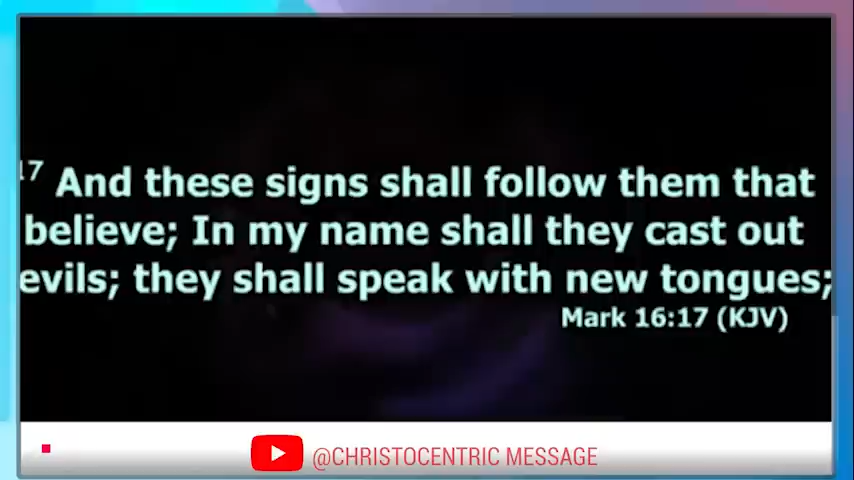 17 And these signs shall follow them that
believe; In my name shall they cast out
evils; they shall speak with new tongues;
Mark 16:17 (KJV)
@CHRISTOCENTRIC MESSAGE